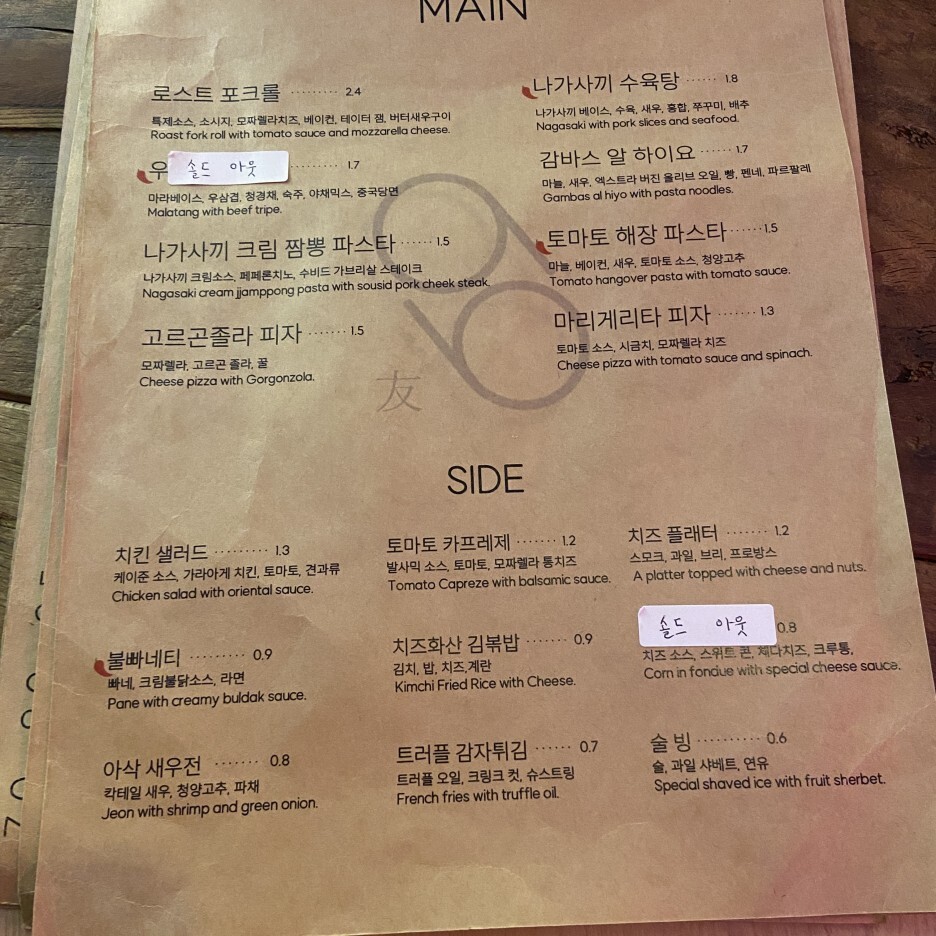 MAIN
로스트 포크롤 ········· 2.4
특제소스, 소시지, 모짜렐라치즈, 베이컨, 테이터 잼, 버터새우구이
Roast fork roll with tomato sauce and mozzarella cheese.
우 솔드 아웃 ·········· 1.7
마라베이스, 우삼겹, 청경채, 숙주, 야채믹스, 중국당면
Malatang with beef tripe.
나가사끼 크림 짬뽕 파스타 ······ 1.5
나가사끼 크림소스, 페페론치노, 수비드 가브리살 스테이크
Nagasaki cream jjamppong pasta with sousid pork cheek steak.
고르곤졸라 피자 ······· 1.5
모짜렐라, 고르곤 졸라, 꿀
Cheese pizza with Gorgonzola.
나가사끼 수육탕 ······ 1.8
나가사끼 베이스, 수육, 새우, 홍합, 쭈꾸미, 배추
Nagasaki with pork slices and seafood.
감바스 알 하이요 ······ 1.7
마늘, 새우, 엑스트라 버진 올리브 오일, 빵, 펜네, 파르팔레
Gambas al hiyo with pasta noodles.
토마토 해장 파스타 ······ 1.5
마늘, 베이컨, 새우, 토마토 소스, 청양고추
Tomato hangover pasta with tomato sauce.
마리게리타 피자 ······· 1.3
토마토 소스, 시금치, 모짜렐라 치즈
Cheese pizza with tomato sauce and spinach.
友
SIDE
치킨 샐러드 ········· 1.3
케이준 소스, 가라아게 치킨, 토마토, 견과류
Chicken salad with oriental sauce.
토마토 카프레제 ······· 1.2
발사믹 소스, 토마토, 모짜렐라 통치즈
Tomato Capreze with balsamic sauce.
치즈 플래터 ······· 1.2
스모크, 과일, 브리, 프로방스
A platter topped with cheese and nuts.
불빠네티 ········· 0.9
빠네, 크림불닭소스, 라면
Pane with creamy buldak sauce.
치즈화산 김볶밥 ······ 0.9
김치, 밥, 치즈,계란
Kimchi Fried Rice with Cheese.
솔드 아웃 0.8
치즈 소스, 스위트 콘, 체다치즈, 크루통,
Corn in fondue with special cheese sauce.
아삭 새우전 ······· 0.8
칵테일 새우, 청양고추, 파채
Jeon with shrimp and green onion.
트러플 감자튀김 ······ 0.7
트러플 오일, 크링크 컷, 슈스트링
French fries with truffle oil.
술 빙 ·········· 0.6
술, 과일 샤베트, 연유
Special shaved ice with fruit sherbet.